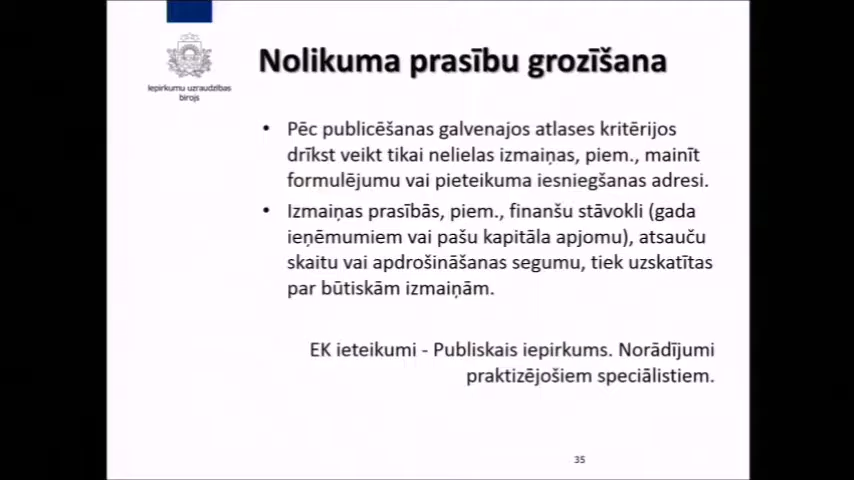 Iepirkumu uzraudzības
birojs
Nolikuma prasību grozīšana
• Pēc publicēšanas galvenajos atlases kritērijos
drīkst veikt tikai nelielas izmaiņas, piem., mainīt
formulējumu vai pieteikuma iesniegšanas adresi.
• Izmaiņas prasībās, piem., finanšu stāvokli (gada
ieņēmumiem vai pašu kapitāla apjomu), atsauču
skaitu vai apdrošināšanas segumu, tiek uzskatītas
par būtiskām izmaiņām.
EK ieteikumi - Publiskais iepirkums. Norādījumi
praktizējošiem speciālistiem.
35